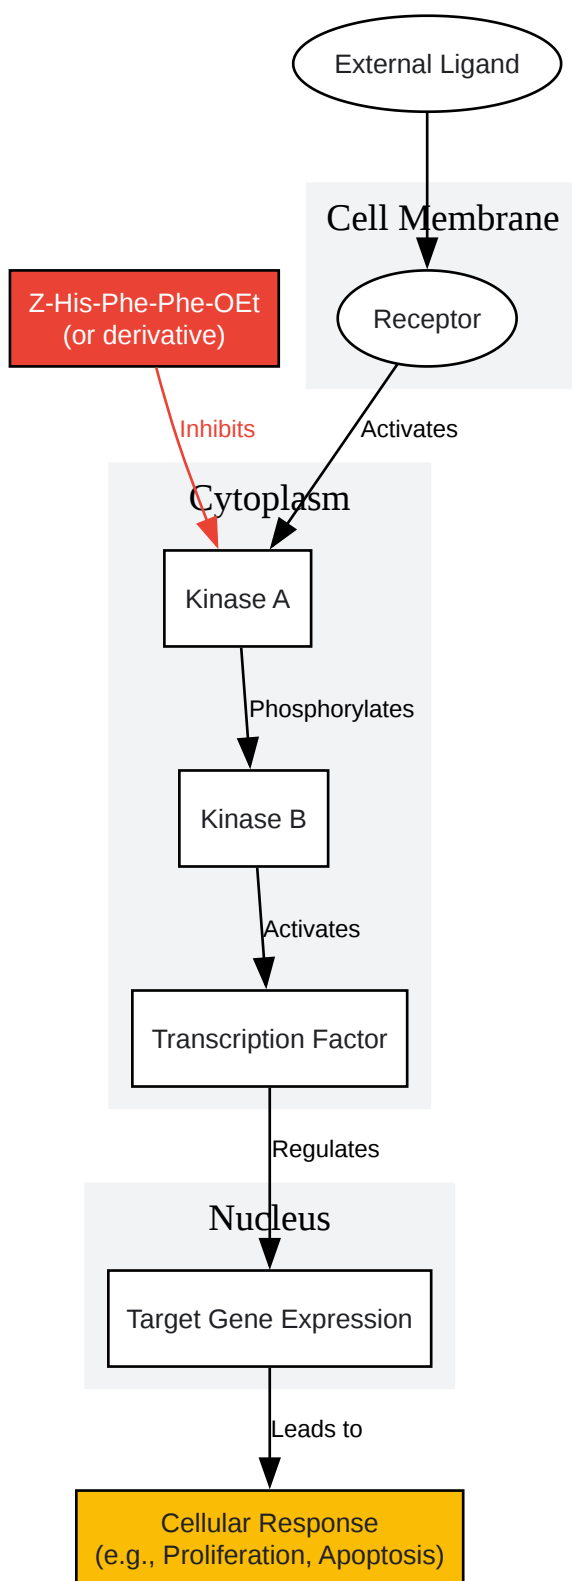 External Ligand
Cell Membrane
Z-His-Phe-Phe-OEt
(or derivative)
Receptor
Inhibits
Activates
Cytoplasm
Kinase A
Phosphorylates
Kinase B
Activates
Transcription Factor
Regulates
Nucleus
Target Gene Expression
Leads to
Cellular Response
(e.g., Proliferation, Apoptosis)